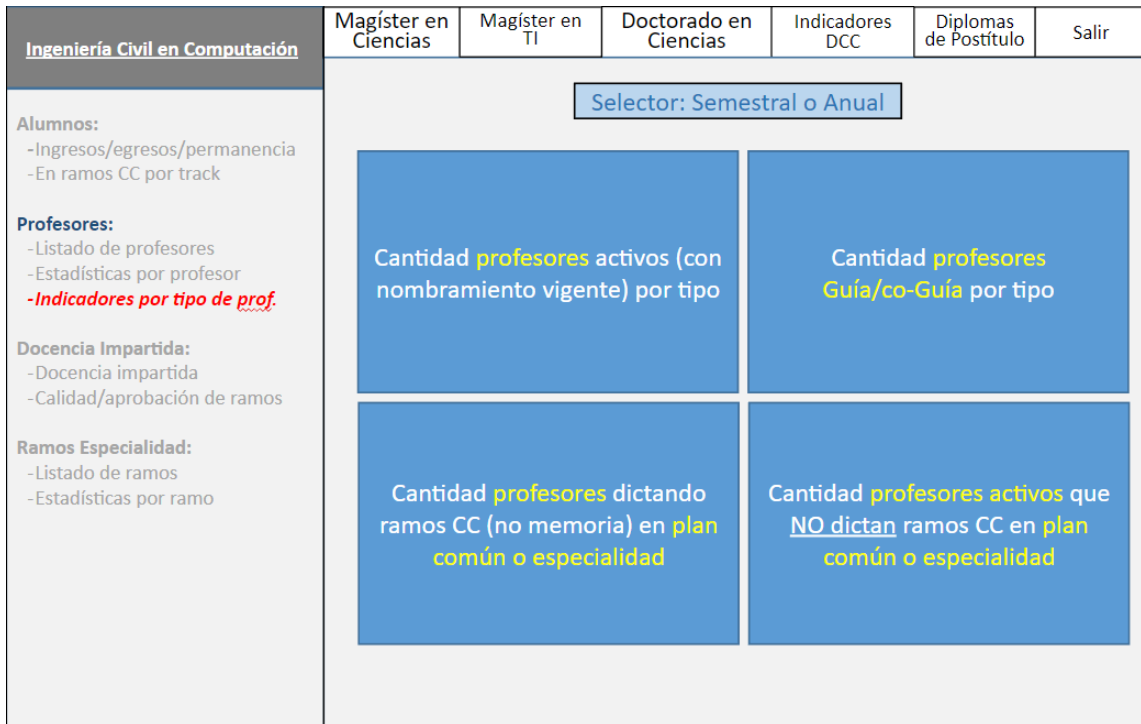 Ingeniería Civil en Computación
Magíster en
Ciencias
Magíster en
TI
Doctorado en
Ciencias
Indicadores
DCC
Diplomas
de Postítulo
Salir
Alumnos:
-Ingresos/egresos/permanencia
-En ramos CC por track
Profesores:
-Listado de profesores
-Estadísticas por profesor
-Indicadores por tipo de prof.
Docencia Impartida:
-Docencia impartida
-Calidad/aprobación de ramos
Ramos Especialidad:
-Listado de ramos
-Estadísticas por ramo
Selector: Semestral o Anual
Cantidad profesores activos (con
nombramiento vigente) por tipo
Cantidad profesores
Guía/co-Guía por tipo
Cantidad profesores dictando
ramos CC (no memoria) en plan
común o especialidad
Cantidad profesores activos que
NO dictan ramos CC en plan
común o especialidad